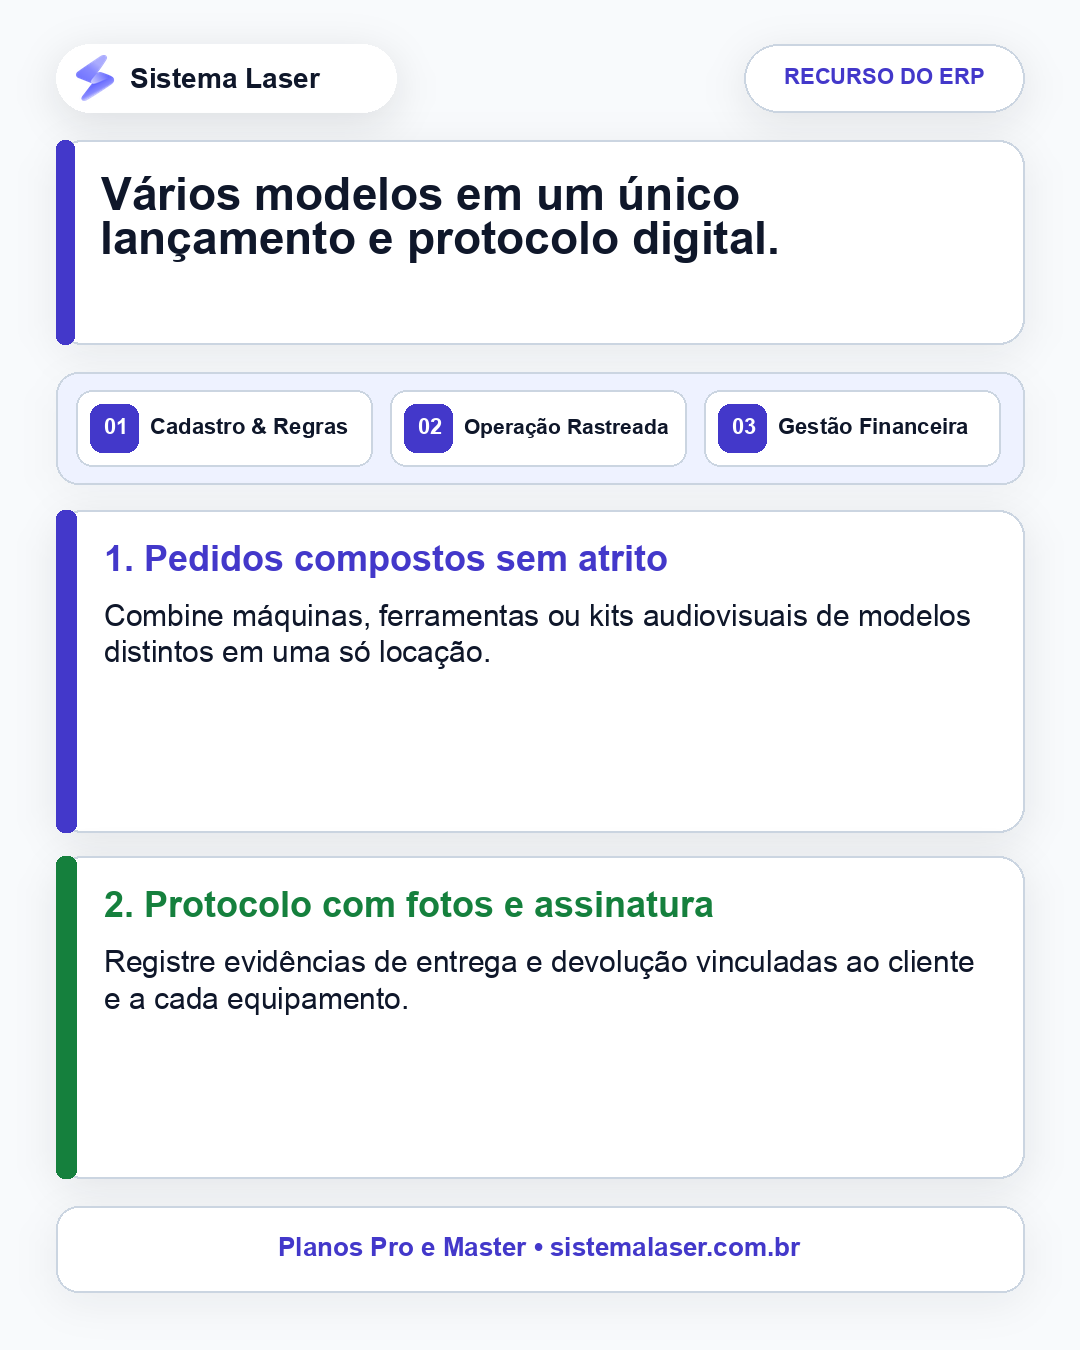 Sistema Laser
RECURSO DO ERP
Vários modelos em um único
lançamento e protocolo digital.
01 Cadastro & Regras
02 Operação Rastreada
03 Gestão Financeira
1. Pedidos compostos sem atrito
Combine máquinas, ferramentas ou kits audiovisuais de modelos
distintos em uma só locação.
2. Protocolo com fotos e assinatura
Registre evidências de entrega e devolução vinculadas ao cliente
e a cada equipamento.
Planos Pro e Master • sistemalaser.com.br